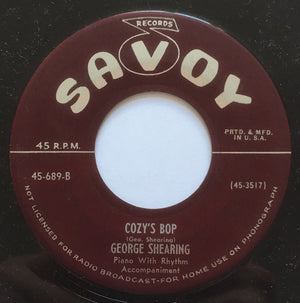 RECORDS
SAVOY
45 R.P.M.
PRTD. & MFD.
IN U.S.A.
45-689-B
(45-3517)
COZY'S BOP
(Geo. Shearing)
GEORGE SHEARING
Piano With Rhythm
Accompaniment
NOT LICENSED FOR RADIO BROADCAST-FOR HOME USE ON PHONOGRAPH